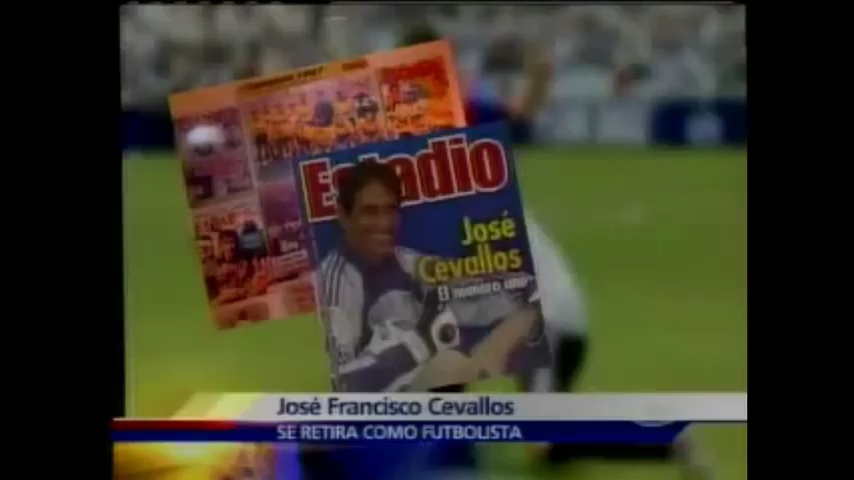 Estadio
José
Cevallos
El número uno
José Francisco Cevallos
SE RETIRA COMO FUTBOLISTA